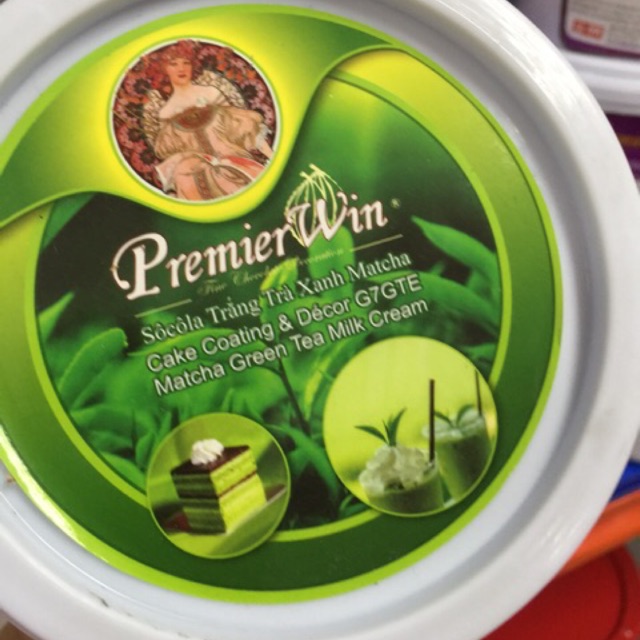 PremierWin®
Sôcôla Trắng Trà Xanh Matcha
Cake Coating & Décor G7GTE
Matcha Green Tea Milk Cream